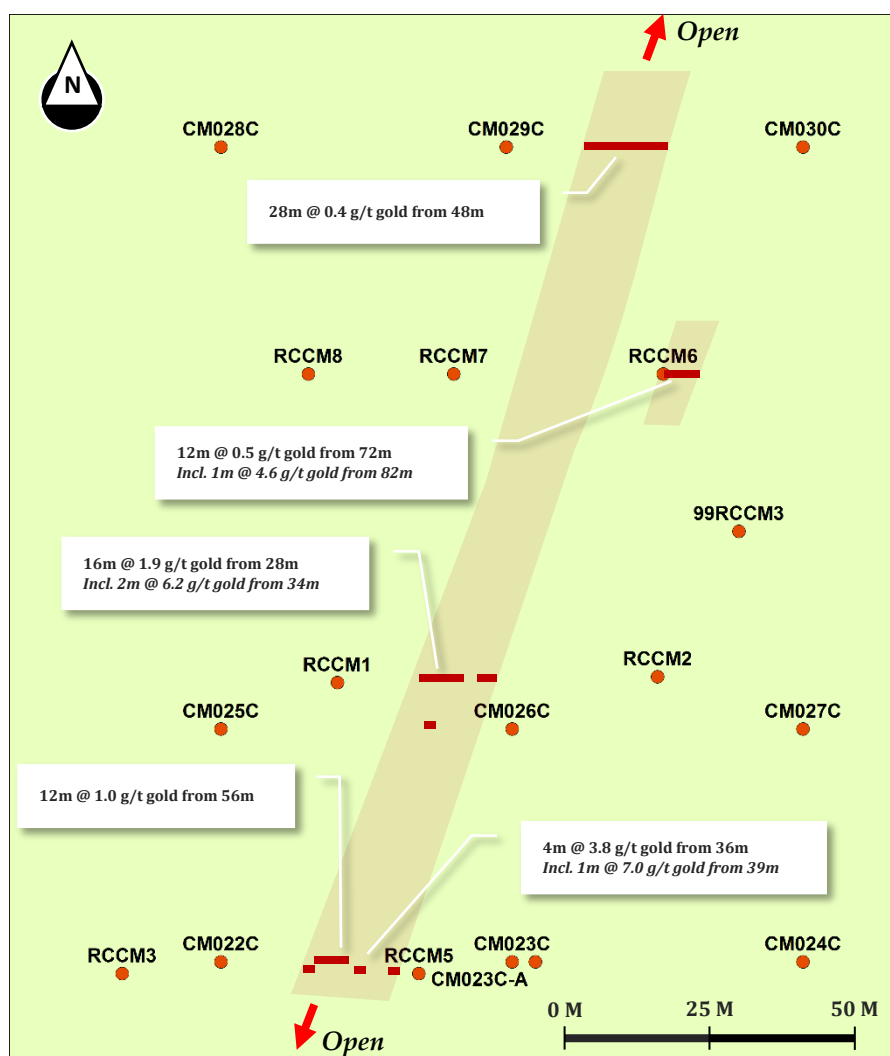 Open
N
CM028C
CM029C
CM030C
28m @ 0.4 g/t gold from 48m
RCCM8
RCCM7
RCCM6
12m @ 0.5 g/t gold from 72m
Incl. 1m @ 4.6 g/t gold from 82m
99RCCM3
16m @ 1.9 g/t gold from 28m
Incl. 2m @ 6.2 g/t gold from 34m
RCCM1
RCCM2
CM025C
CM026C
CM027C
12m @ 1.0 g/t gold from 56m
4m @ 3.8 g/t gold from 36m
Incl. 1m @ 7.0 g/t gold from 39m
RCCM3
CM022C
RCCM5
CM023C
CM024C
CM023C-A
0 M
25 M
50 M
Open